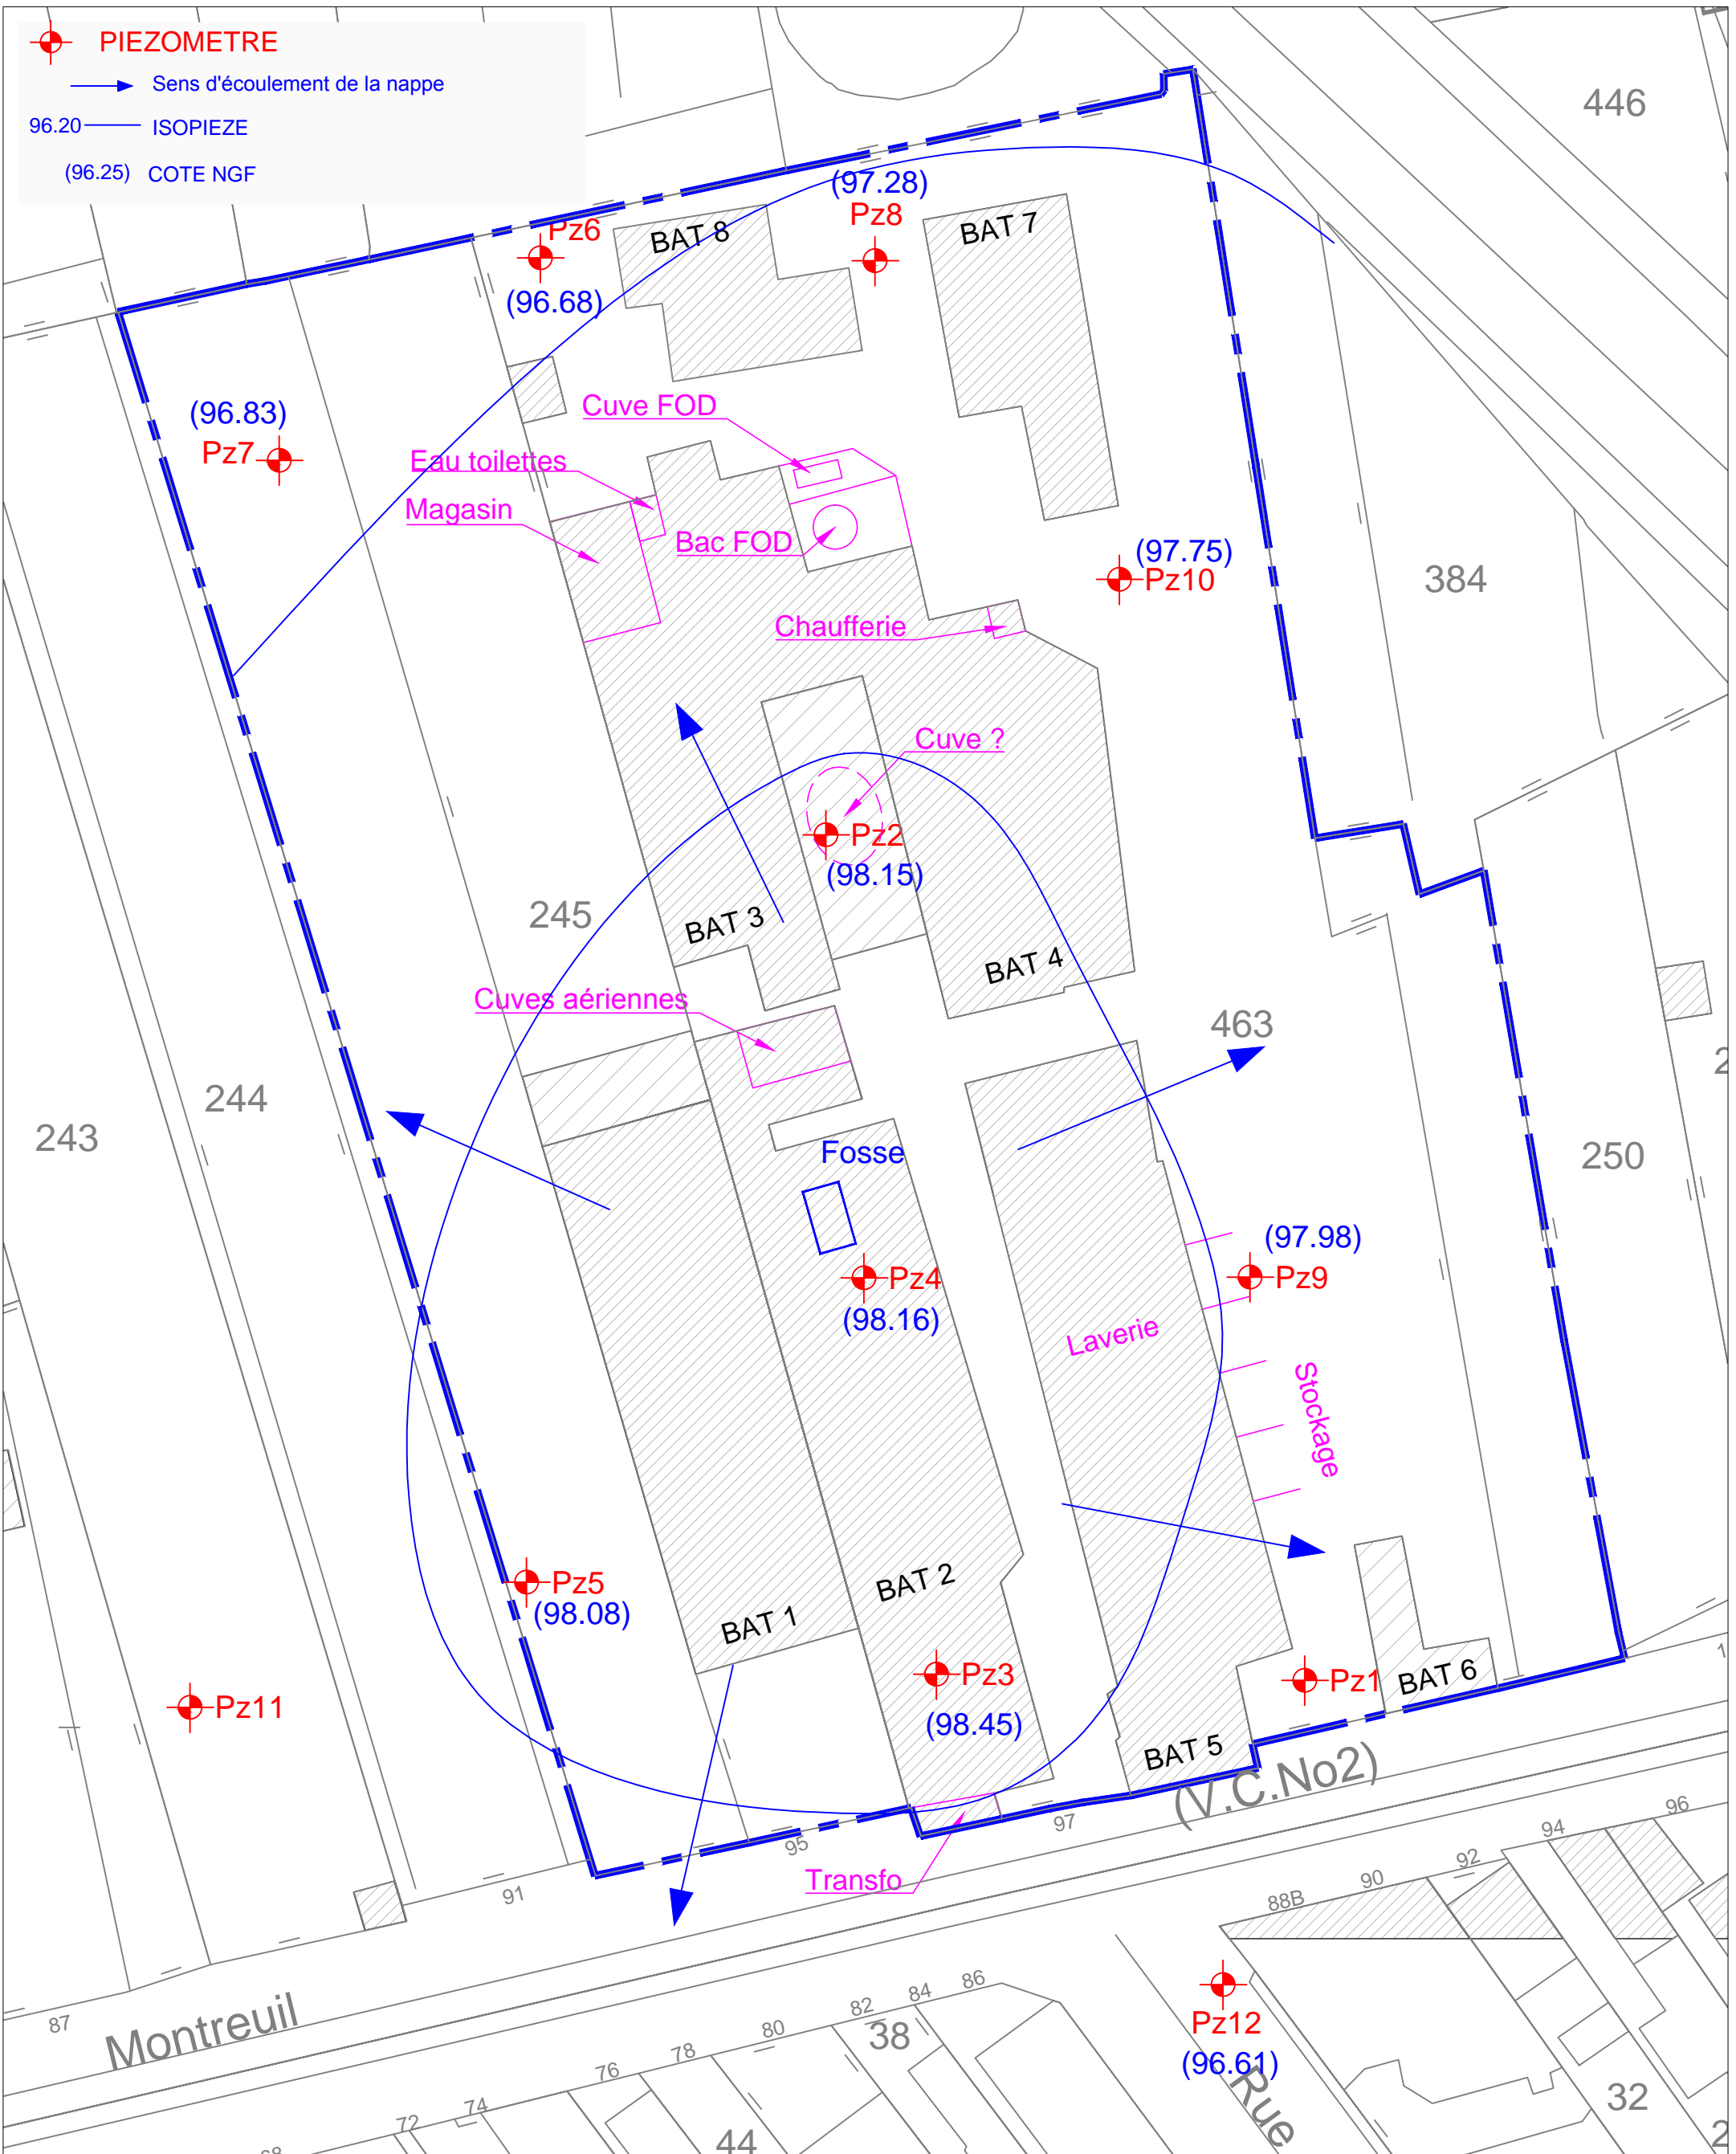 PIEZOMETRE
Sens d'écoulement de la nappe
96.20 ISOPIEZE
(96.25) COTE NGF
446
(97.28)
Pz8
Pz6
(96.68)
BAT 8
BAT 7
(96.83)
Pz7
Cuve FOD
Eau toilettes
Magasin
Bac FOD
(97.75)
Pz10
384
Chaufferie
Cuve ?
Pz2
(98.15)
245
BAT 3
BAT 4
Cuves aériennes
463
244
243
250
Fosse
(97.98)
Pz9
Pz4
(98.16)
Laverie
Stockage
Pz5
(98.08)
BAT 2
BAT 1
Pz3
(98.45)
Pz1
BAT 6
Pz11
BAT 5
(V.C.No2)
97
95
Transfo
91
96
94
92
90
88B
87
Montreuil
86
84
82
80
78
76
74
72
38
Pz12
(96.61)
Rue
32
44